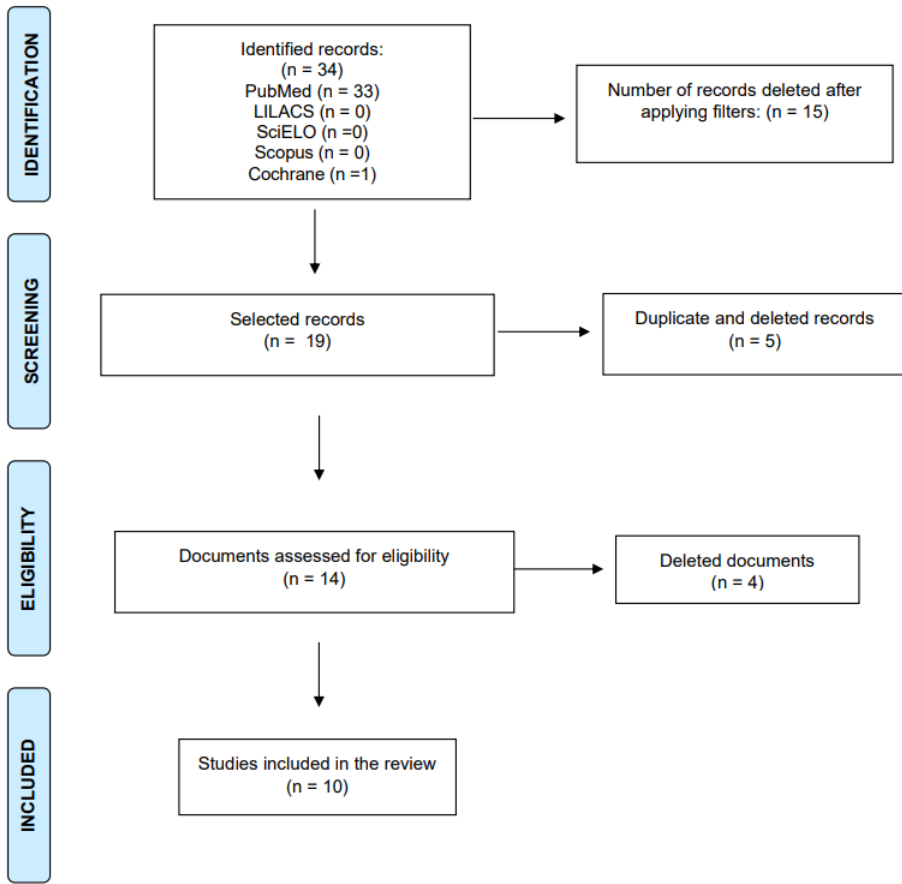 IDENTIFICATION
Identified records:
(n = 34)
PubMed (n = 33)
LILACS (n = 0)
SciELO (n =0)
Scopus (n = 0)
Cochrane (n =1)
Number of records deleted after
applying filters: (n = 15)
SCREENING
Selected records
(n =  19)
Duplicate and deleted records
(n = 5)
ELIGIBILITY
Documents assessed for eligibility
(n = 14)
Deleted documents
(n = 4)
INCLUDED
Studies included in the review
(n = 10)